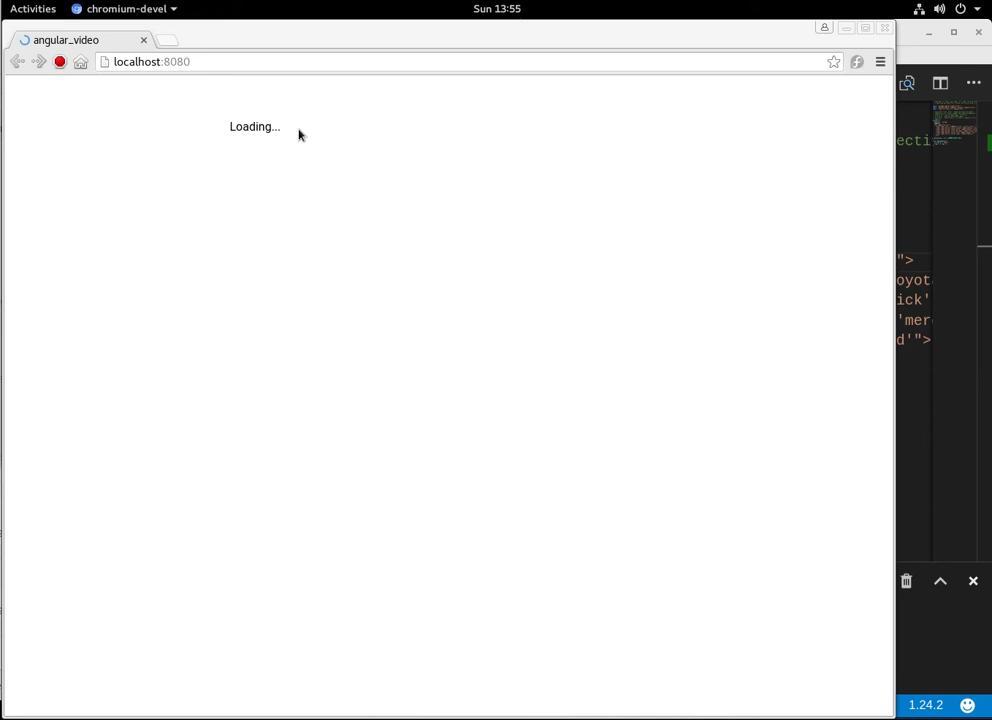 Activities chromium-devel Sun 13:55
angular_video
localhost:8080
Loading...
ecti
">
oyot
ick'
'mer
d'">
1.24.2